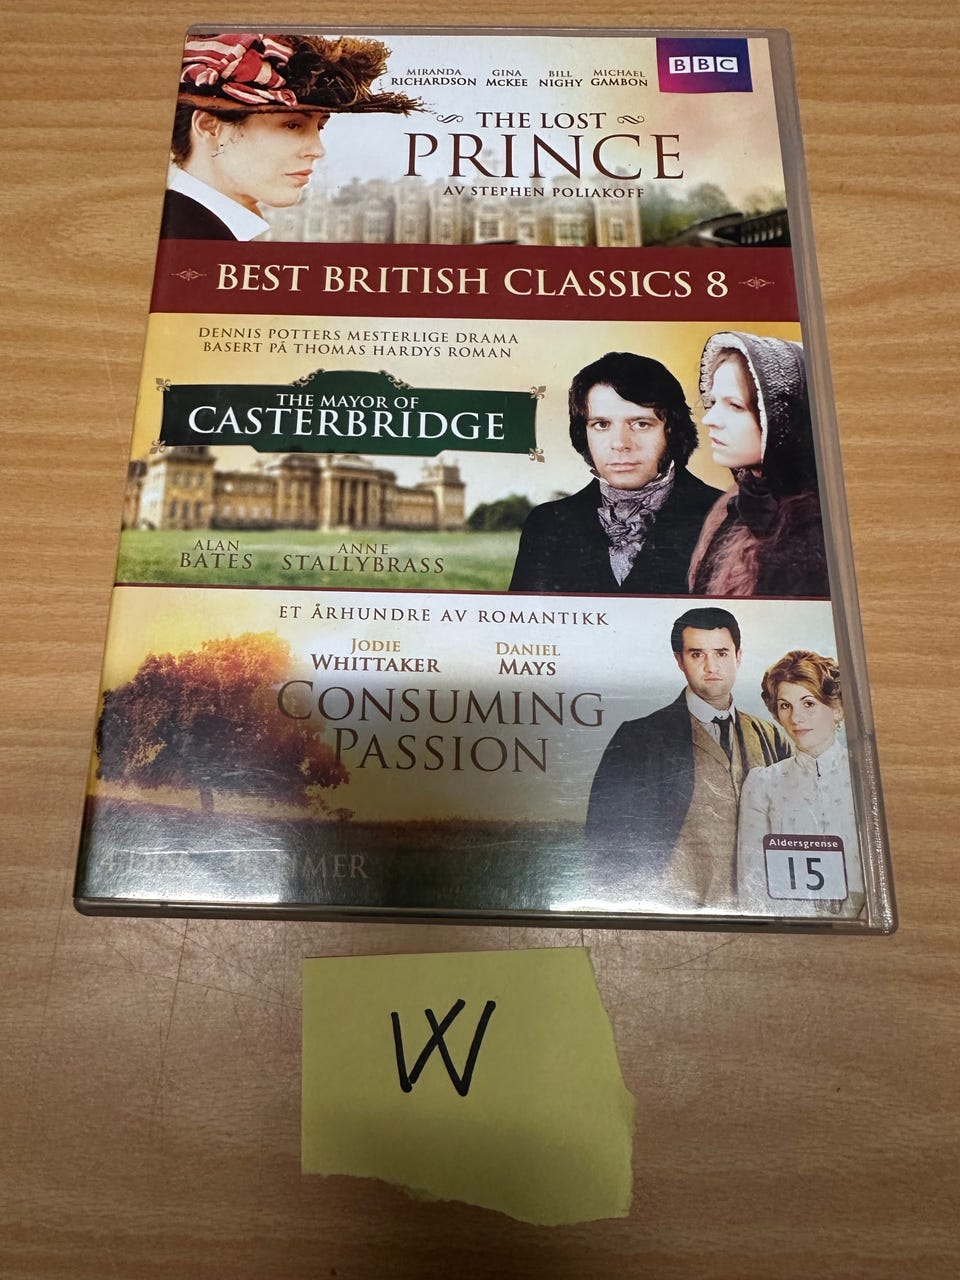 MIRANDA RICHARDSON GINA McKEE BILL NIGHY MICHAEL GAMBON
BBC
THE LOST
PRINCE
AV STEPHEN POLIAKOFF
BEST BRITISH CLASSICS 8
DENNIS POTTERS MESTERLIGE DRAMA
BASERT PÅ THOMAS HARDYS ROMAN
THE MAYOR OF
CASTERBRIDGE
ALAN BATES ANNE STALLYBRASS
ET ÅRHUNDRE AV ROMANTIKK
JODIE WHITTAKER DANIEL MAYS
CONSUMING
PASSION
Aldersgrense
15
W